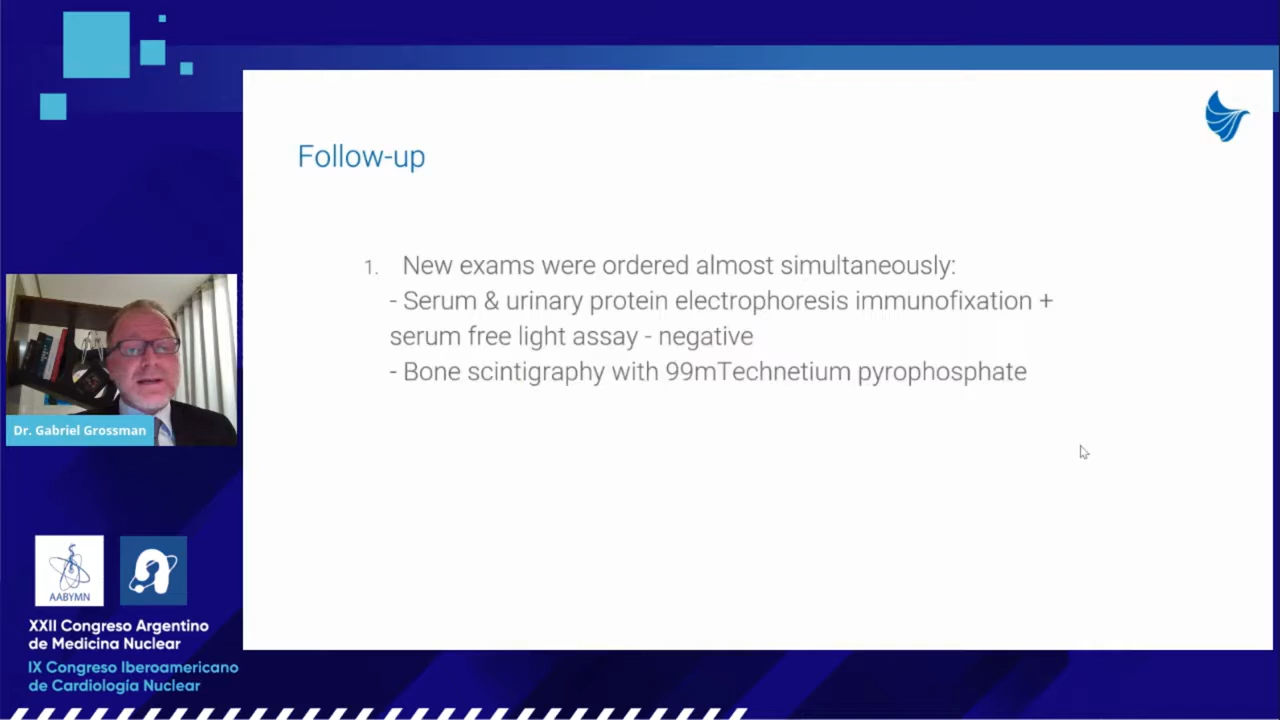 Follow-up
1. New exams were ordered almost simultaneously:
- Serum & urinary protein electrophoresis immunofixation +
serum free light assay - negative
- Bone scintigraphy with 99mTechnetium pyrophosphate
Dr. Gabriel Grossman
AABYMN
XXII Congreso Argentino
de Medicina Nuclear
IX Congreso Iberoamericano
de Cardiología Nuclear